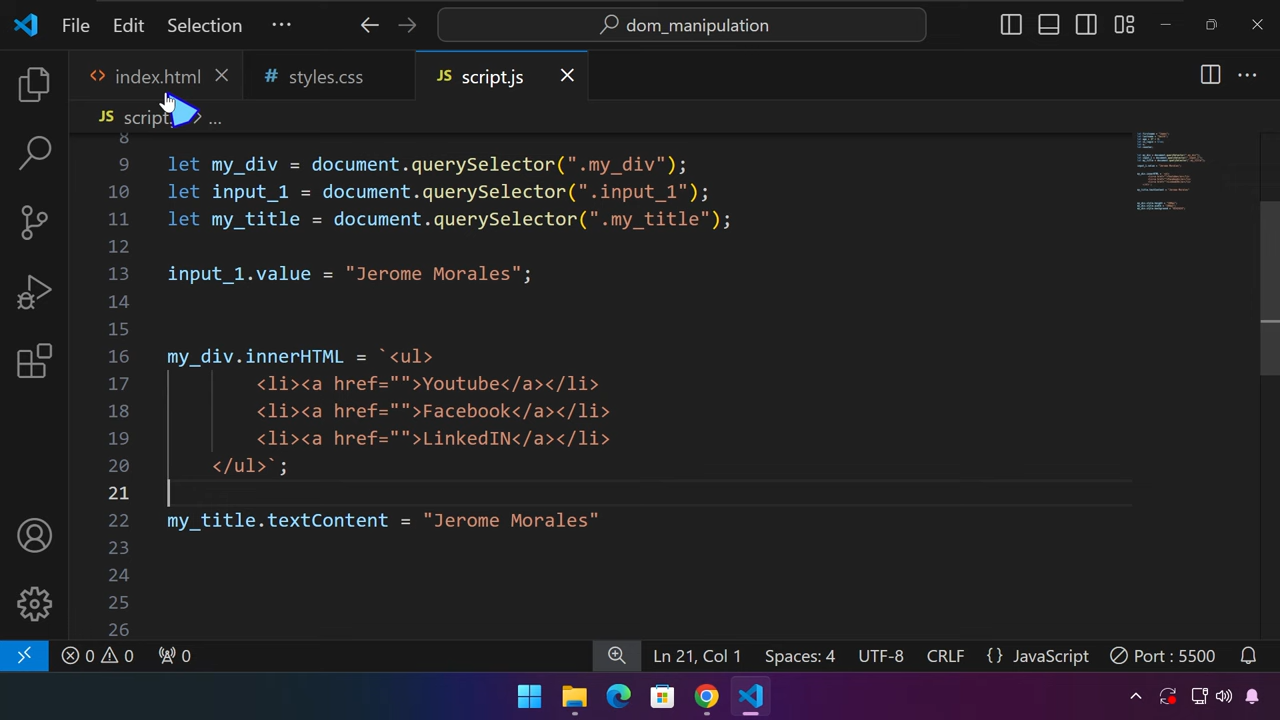 File Edit Selection ··· dom_manipulation
index.html styles.css JS script.js
JS script ...
8
9 let my_div = document.querySelector(".my_div");
10 let input_1 = document.querySelector(".input_1");
11 let my_title = document.querySelector(".my_title");
12
13 input_1.value = "Jerome Morales";
14
15
16 my_div.innerHTML = `<ul>
17 <li><a href="">Youtube</a></li>
18 <li><a href="">Facebook</a></li>
19 <li><a href="">LinkedIN</a></li>
20 </ul>`;
21
22 my_title.textContent = "Jerome Morales"
23
24
25
26
0 0 0 Ln 21, Col 1 Spaces: 4 UTF-8 CRLF {} JavaScript Port : 5500